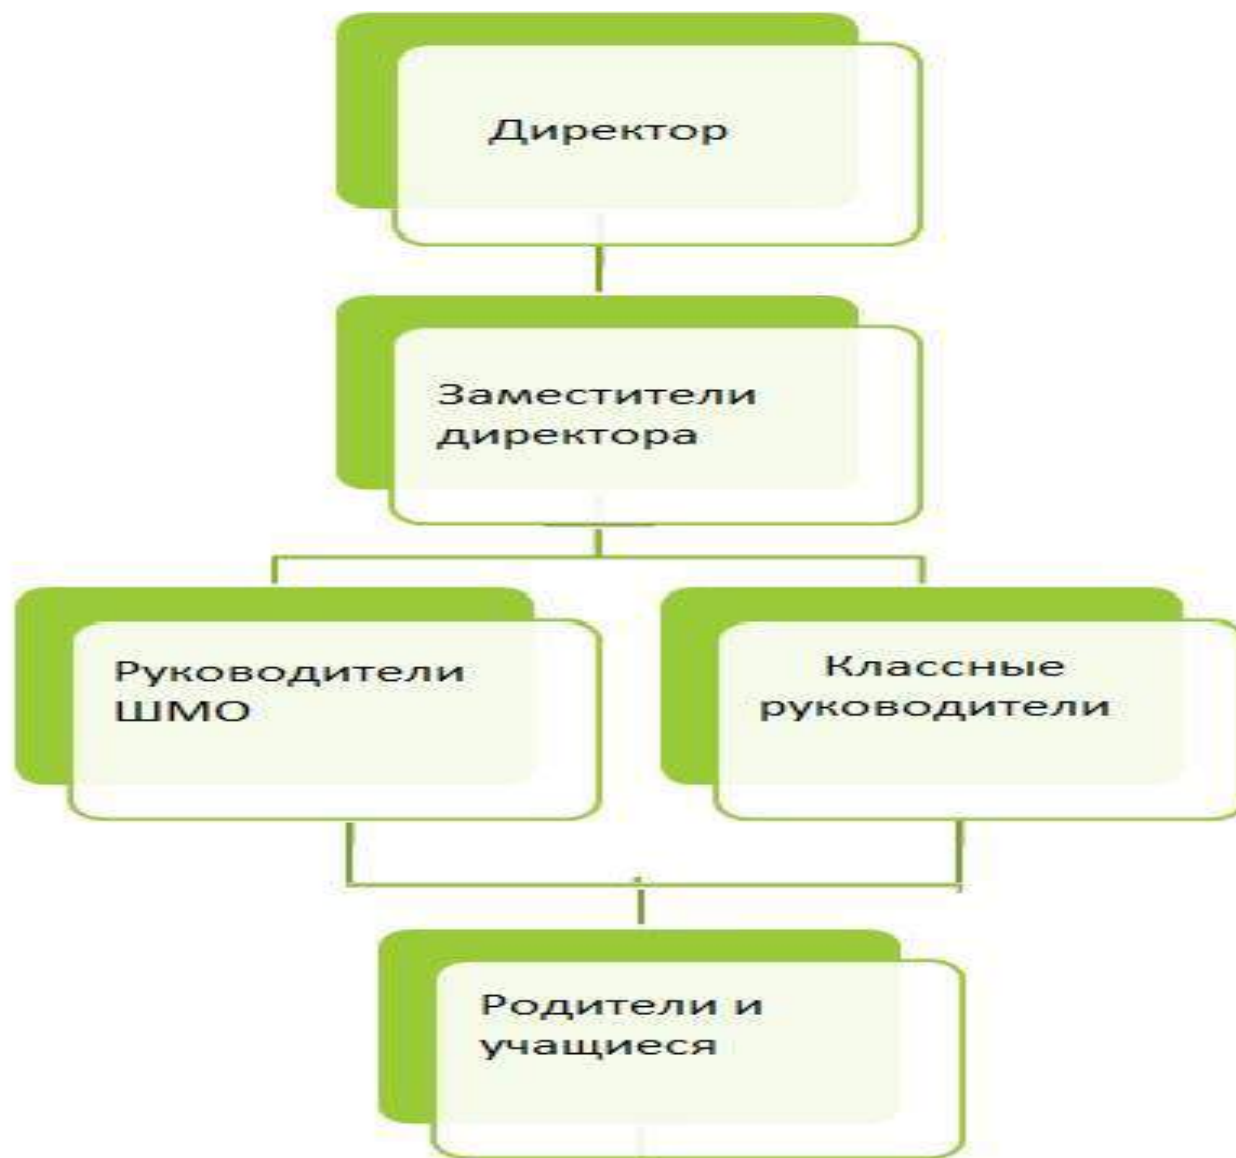 Директор
Заместители
директора
Руководители
ШМО
Классные
руководители
Родители и
учащиеся